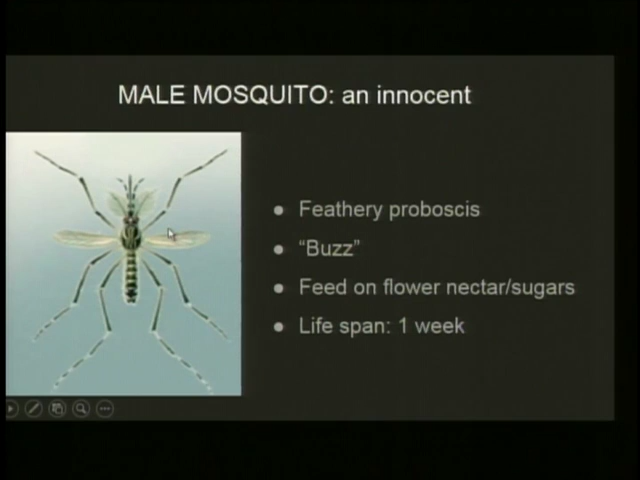 MALE MOSQUITO: an innocent
● Feathery proboscis
● “Buzz”
● Feed on flower nectar/sugars
● Life span: 1 week